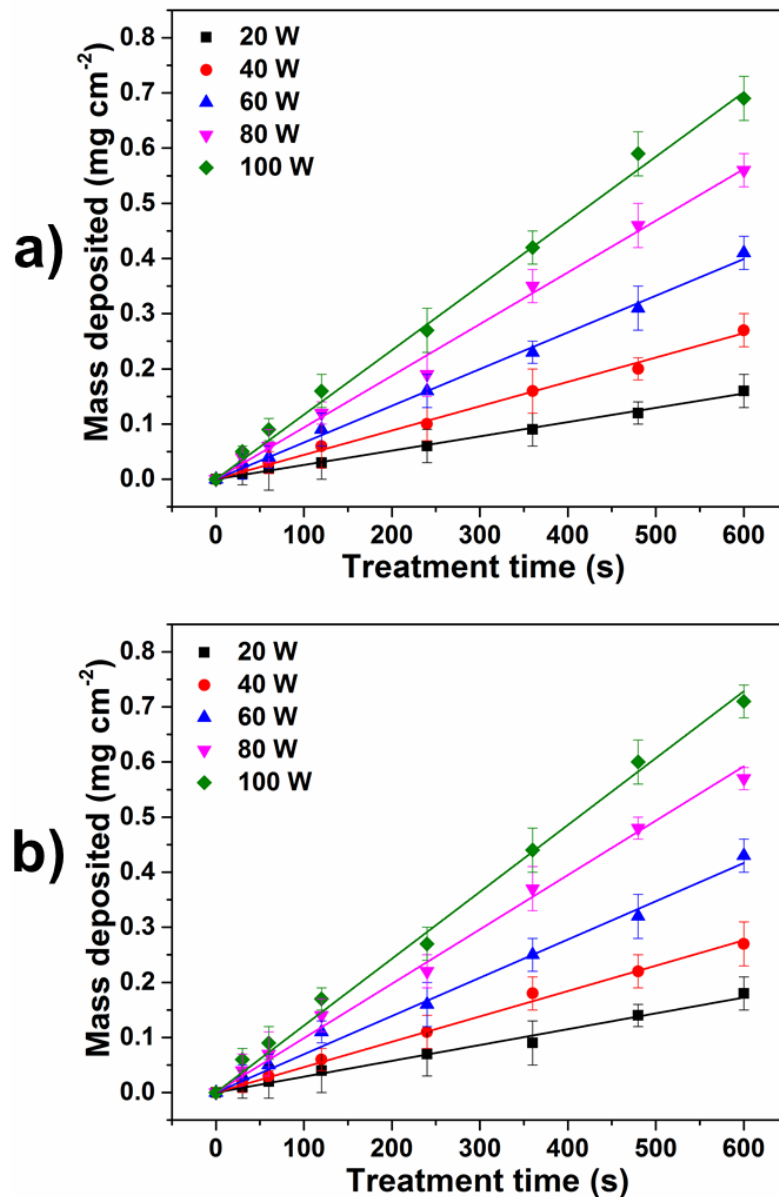 a)
Mass deposited (mg cm-2)
0.8
0.7
0.6
0.5
0.4
0.3
0.2
0.1
0.0
20 W
40 W
60 W
80 W
100 W
0 100 200 300 400 500 600
Treatment time (s)
b)
Mass deposited (mg cm-2)
0.8
0.7
0.6
0.5
0.4
0.3
0.2
0.1
0.0
20 W
40 W
60 W
80 W
100 W
0 100 200 300 400 500 600
Treatment time (s)